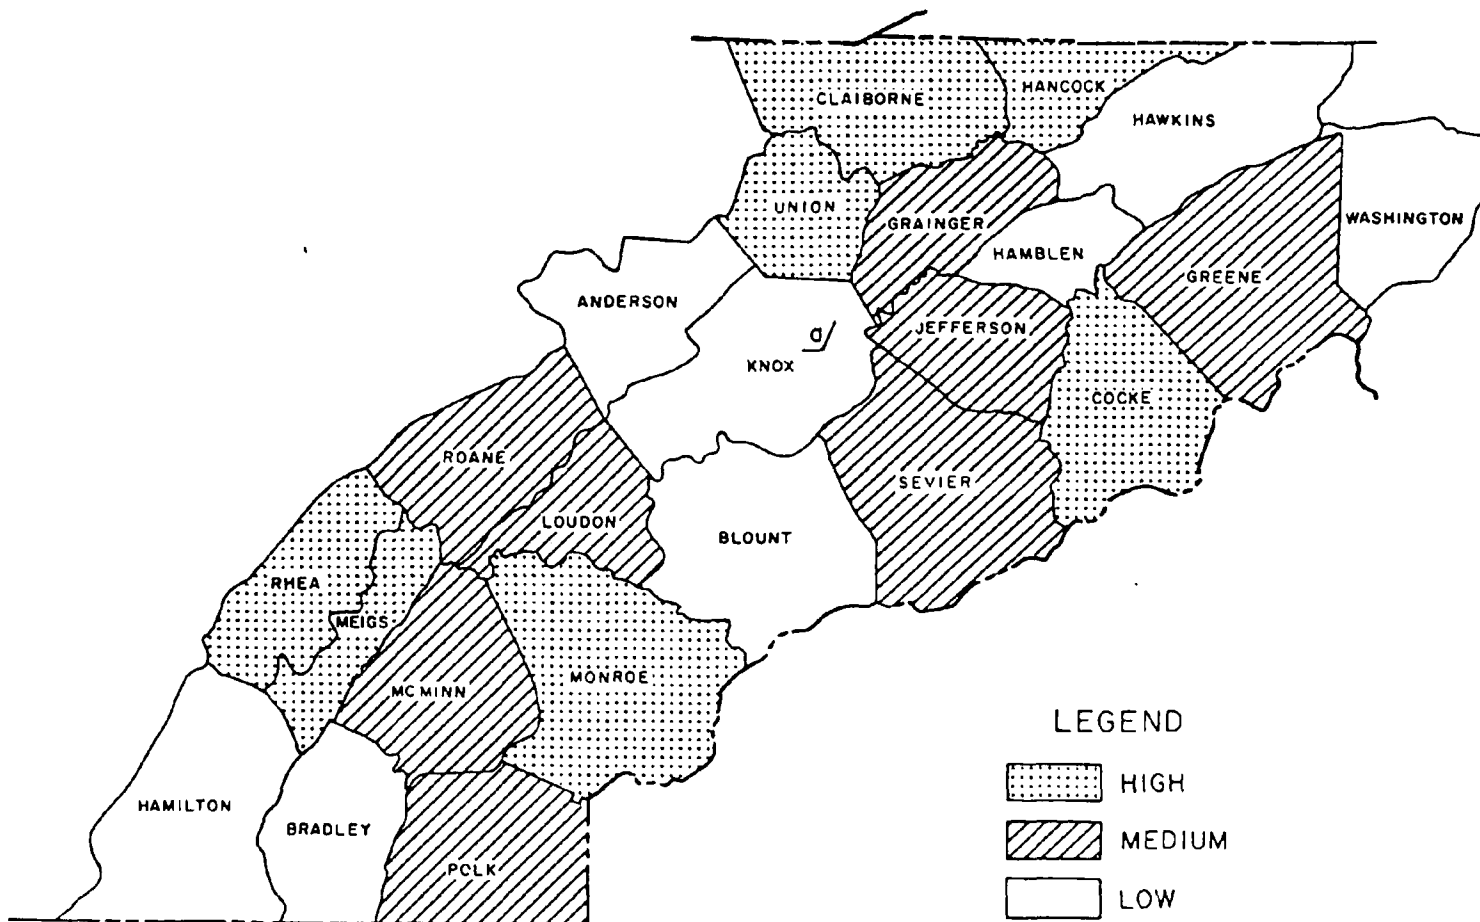 CLAIBORNE
HANCOCK
HAWKINS
UNION
GRAINGER
WASHINGTON
HAMBLEN
GREENE
ANDERSON
JEFFERSON
a/
KNOX
COCKE
ROANE
SEVIER
LOUDON
BLOUNT
RHEA
MEIGS
MONROE
MCMINN
HAMILTON
BRADLEY
POLK
LEGEND
HIGH
MEDIUM
LOW